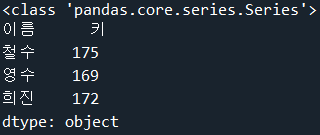 <class 'pandas.core.series.Series'>
이름 키
철수 175
영수 169
희진 172
dtype: object